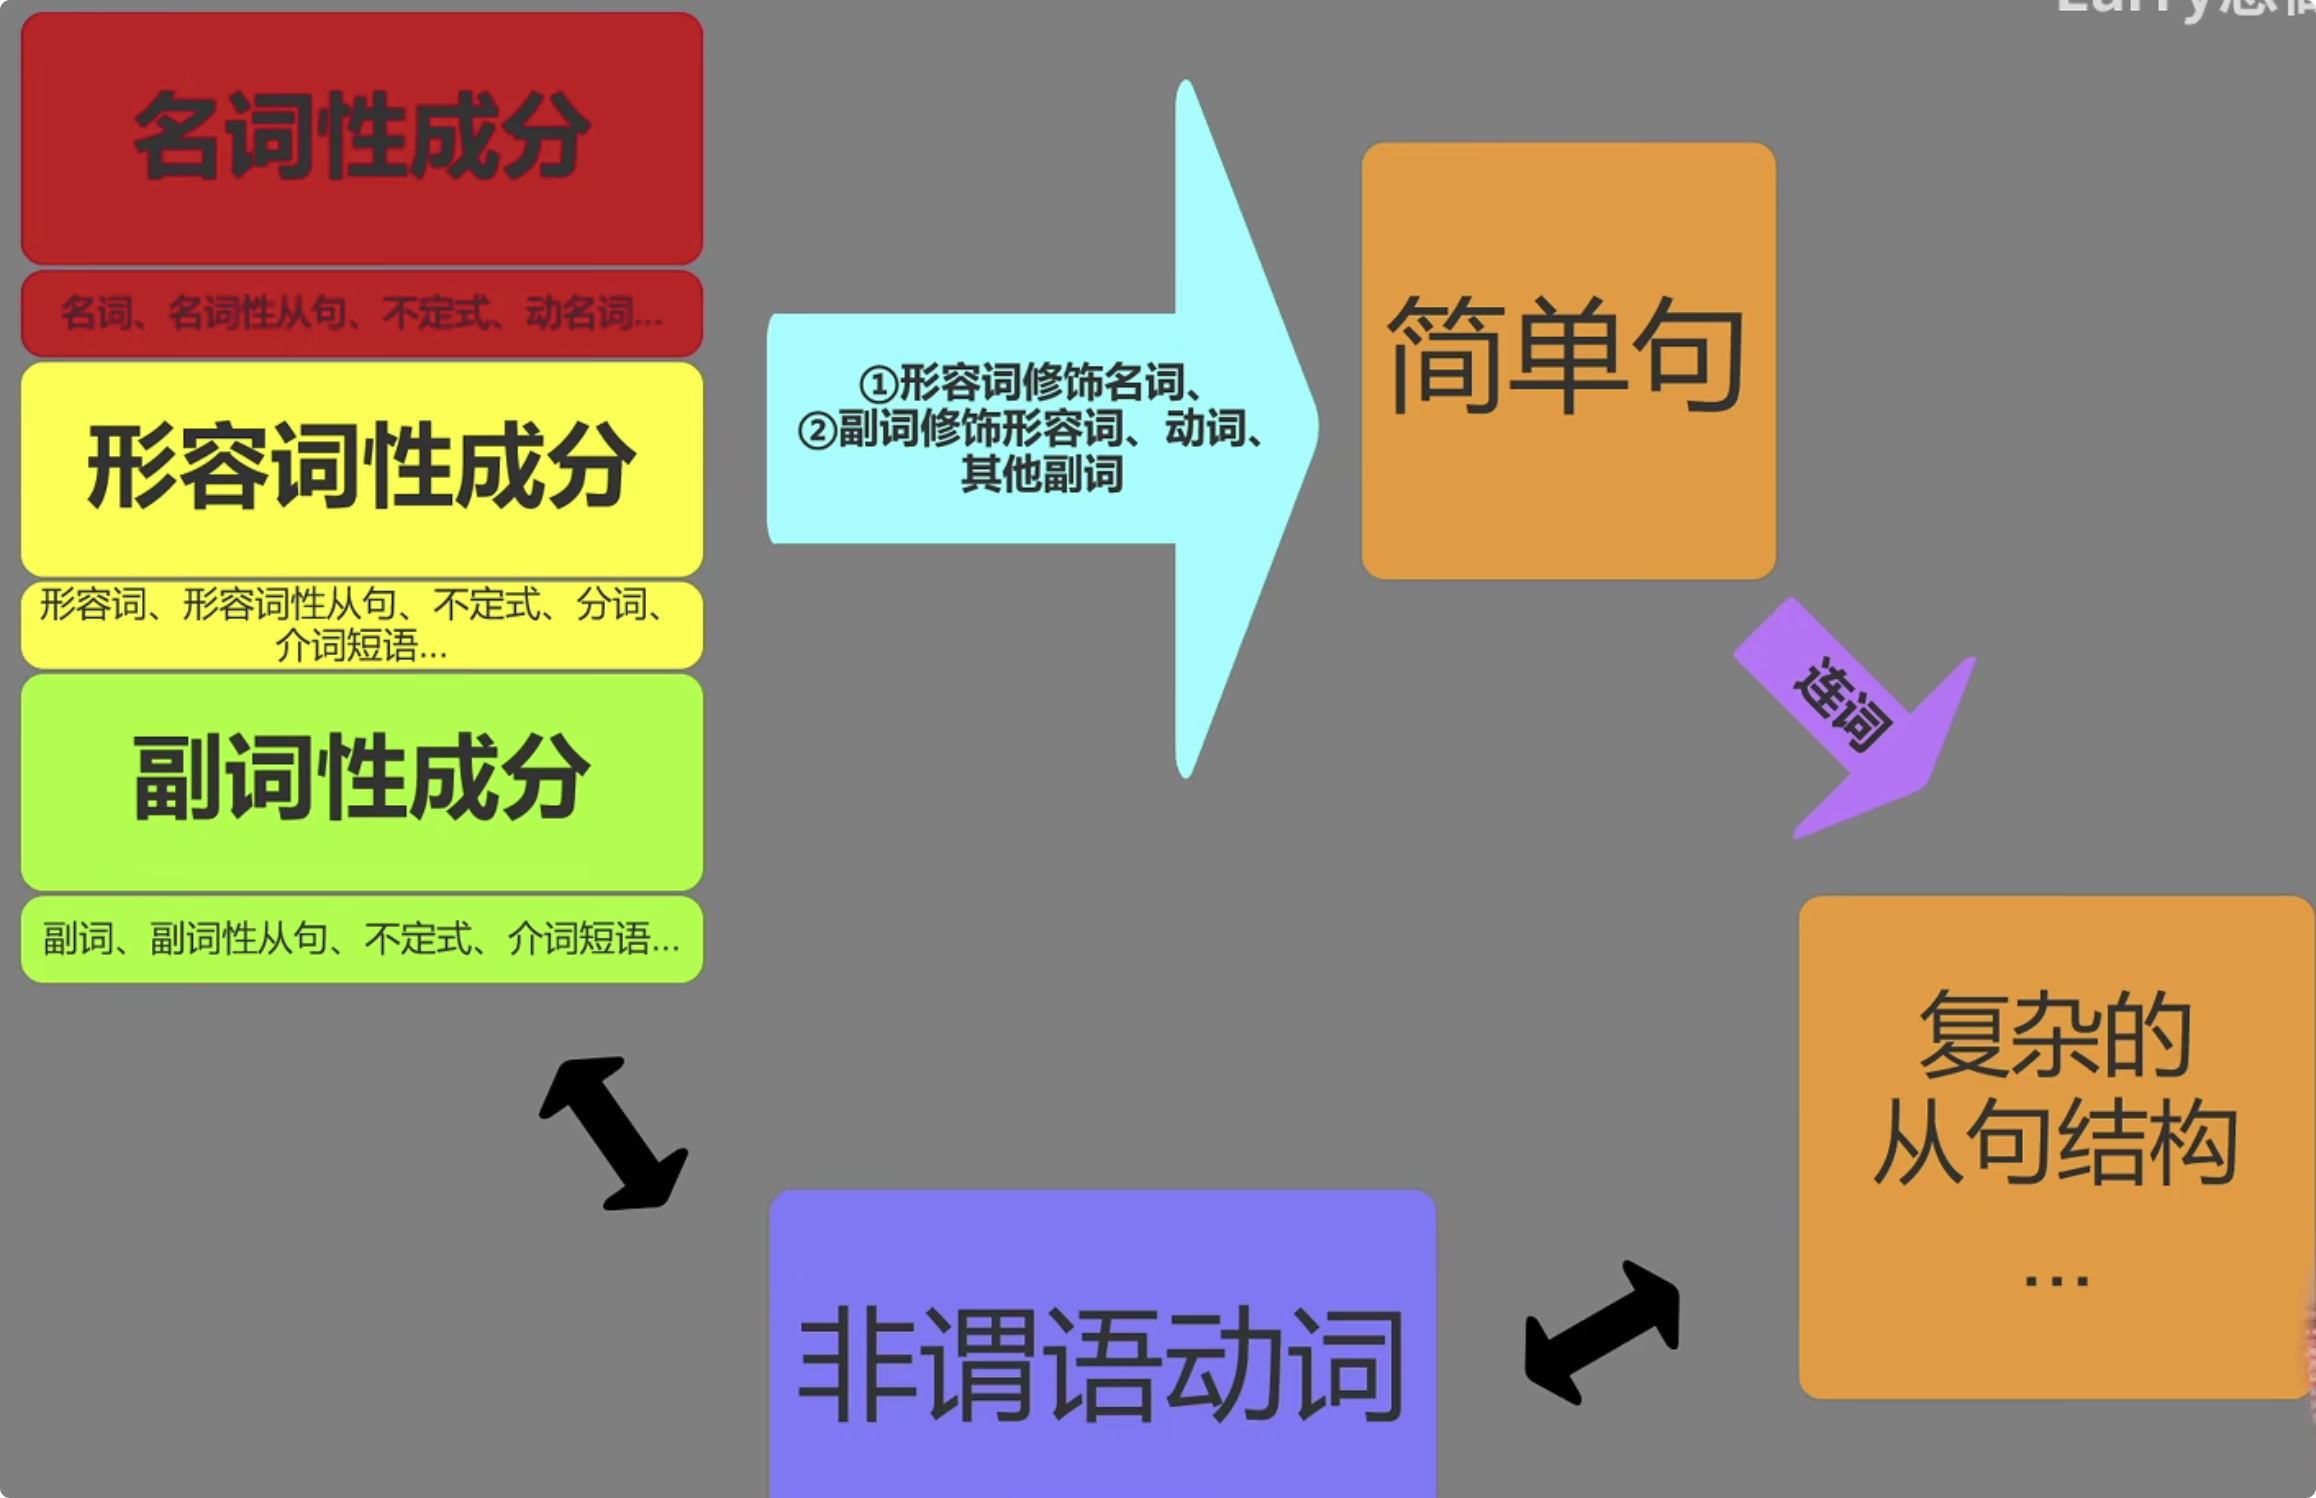 名词性成分
名词、名词性从句、不定式、动名词...
形容词性成分
形容词、形容词性从句、不定式、分词、
介词短语...
副词性成分
副词、副词性从句、不定式、介词短语...
①形容词修饰名词、
②副词修饰形容词、动词、
其他副词
简单句
连词
复杂的
从句结构
...
非谓语动词